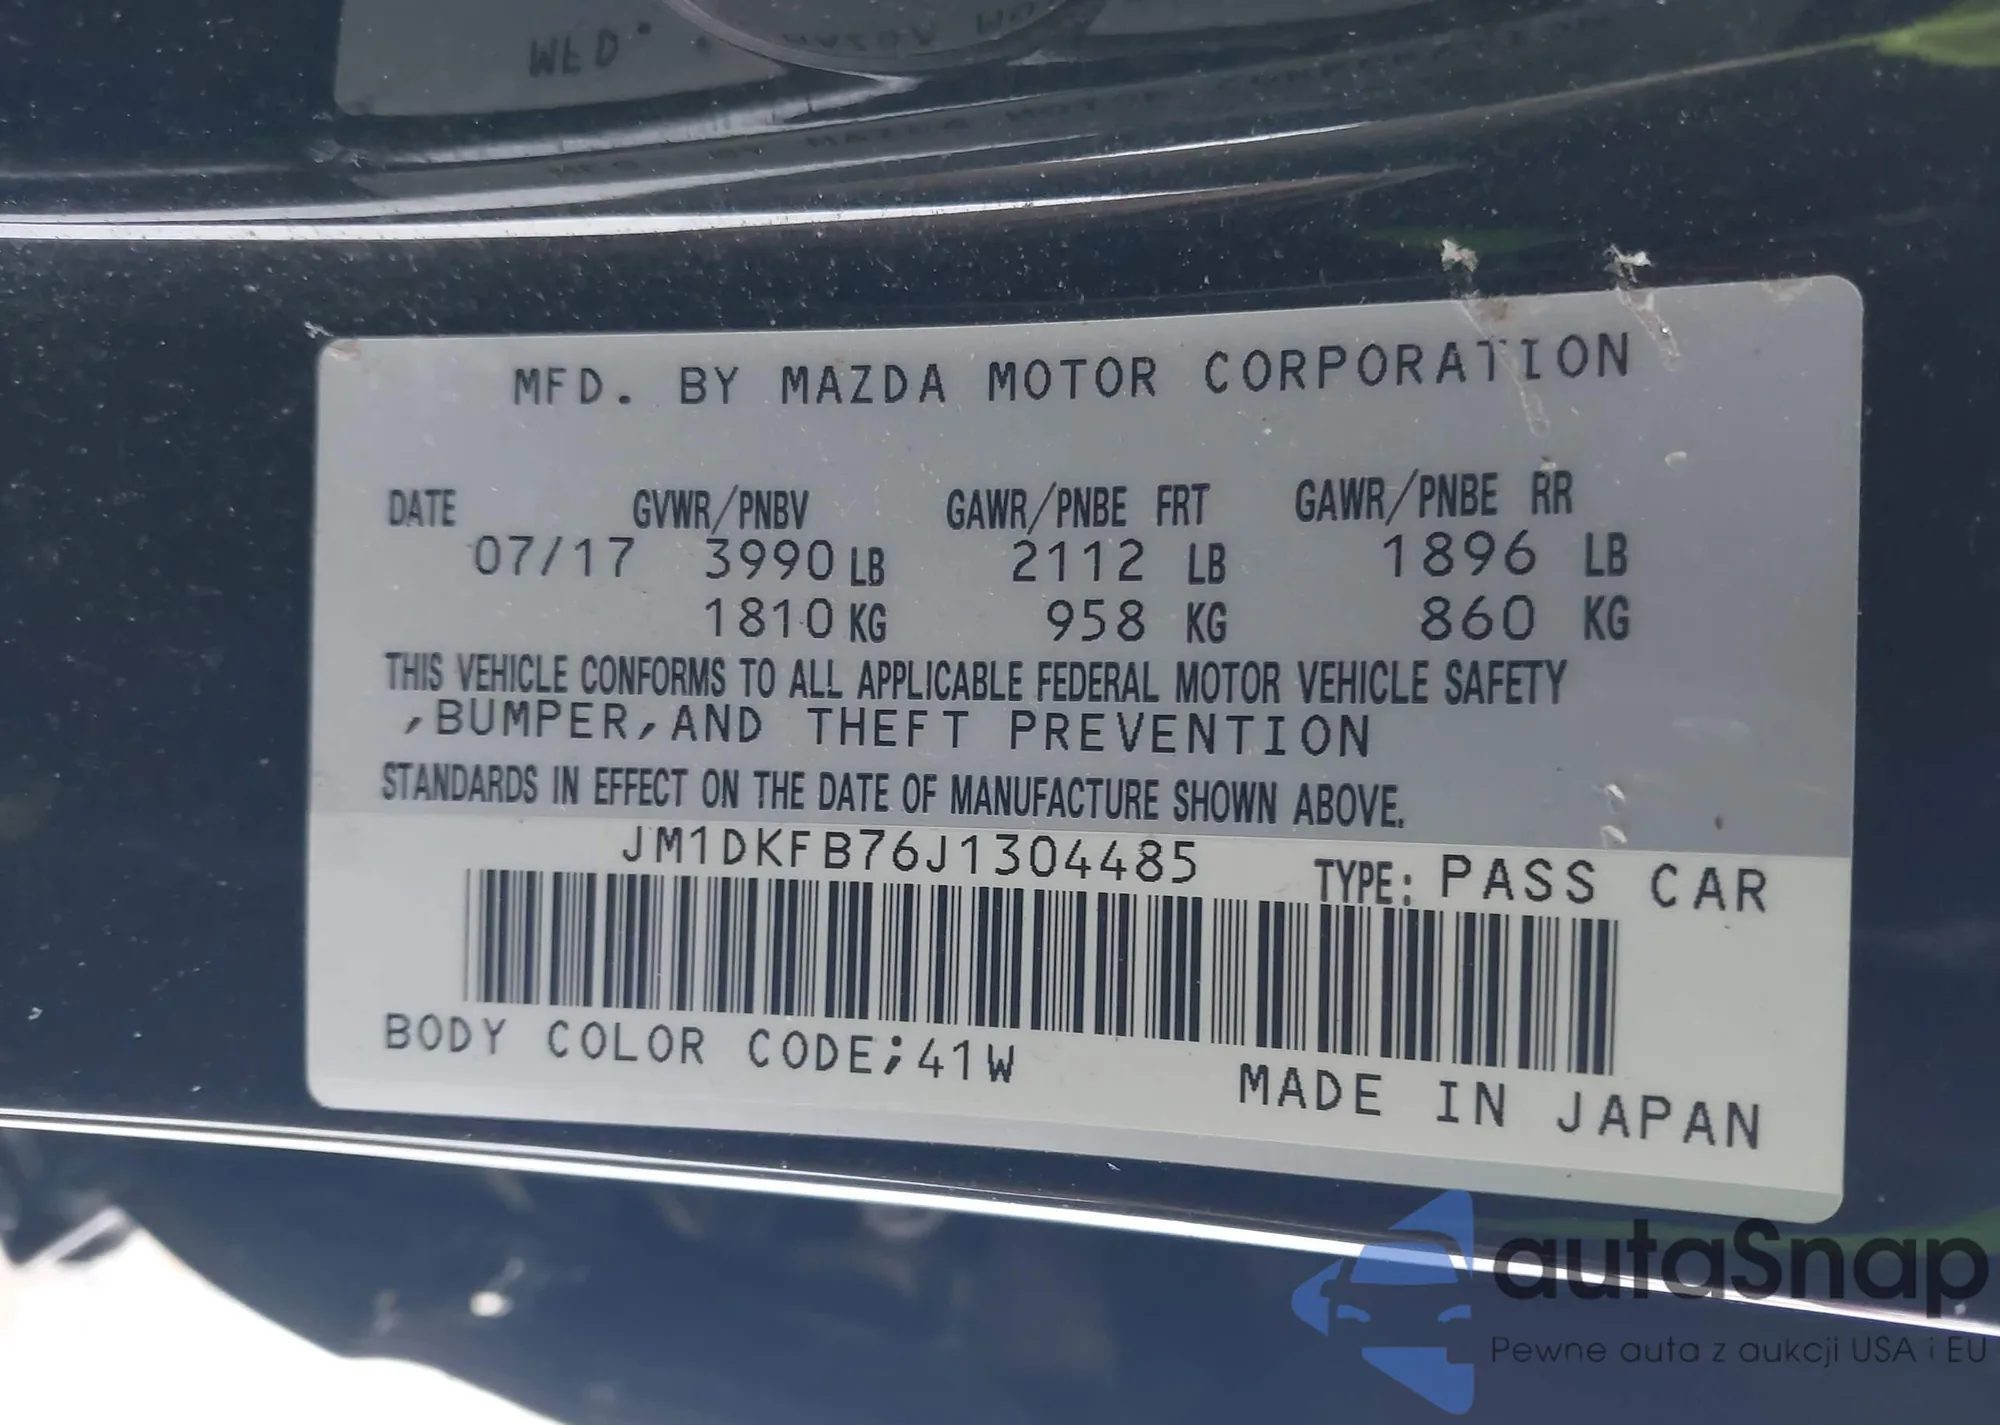 MFD. BY MAZDA MOTOR CORPORATION
DATE GVWR/PNBV GAWR/PNBE FRT GAWR/PNBE RR
07/17 3990 LB 2112 LB 1896 LB
1810 KG 958 KG 860 KG
THIS VEHICLE CONFORMS TO ALL APPLICABLE FEDERAL MOTOR VEHICLE SAFETY
,BUMPER,AND THEFT PREVENTION
STANDARDS IN EFFECT ON THE DATE OF MANUFACTURE SHOWN ABOVE.
JM1DKFB76J1304485 TYPE: PASS CAR
BODY COLOR CODE;41W
MADE IN JAPAN
autaSnap
Pewne auta z aukcji USA i EU